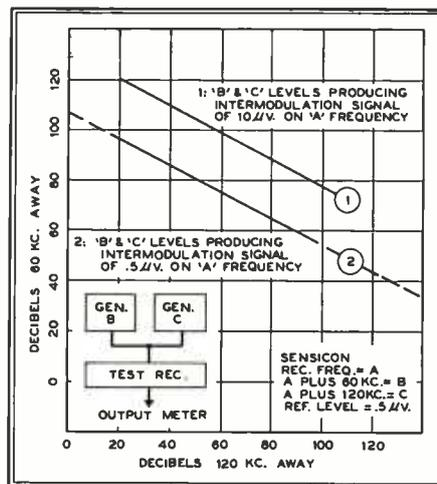 120
100
80
60
40
20
0
DECIBELS 60 KC. AWAY
1: 'B' & 'C' LEVELS PRODUCING
INTERMODULATION SIGNAL
OF 10μV. ON 'A' FREQUENCY
1
2: 'B' & 'C' LEVELS PRODUCING
INTERMODULATION SIGNAL
OF .5μV. ON 'A' FREQUENCY
2
GEN.
B
GEN.
C
TEST REC.
OUTPUT METER
SENSICON
REC. FREQ.= A
A PLUS 60 KC.= B
A PLUS 120KC.= C
REF. LEVEL = .5μV.
0 20 40 60 80 100 120
DECIBELS 120 KC. AWAY